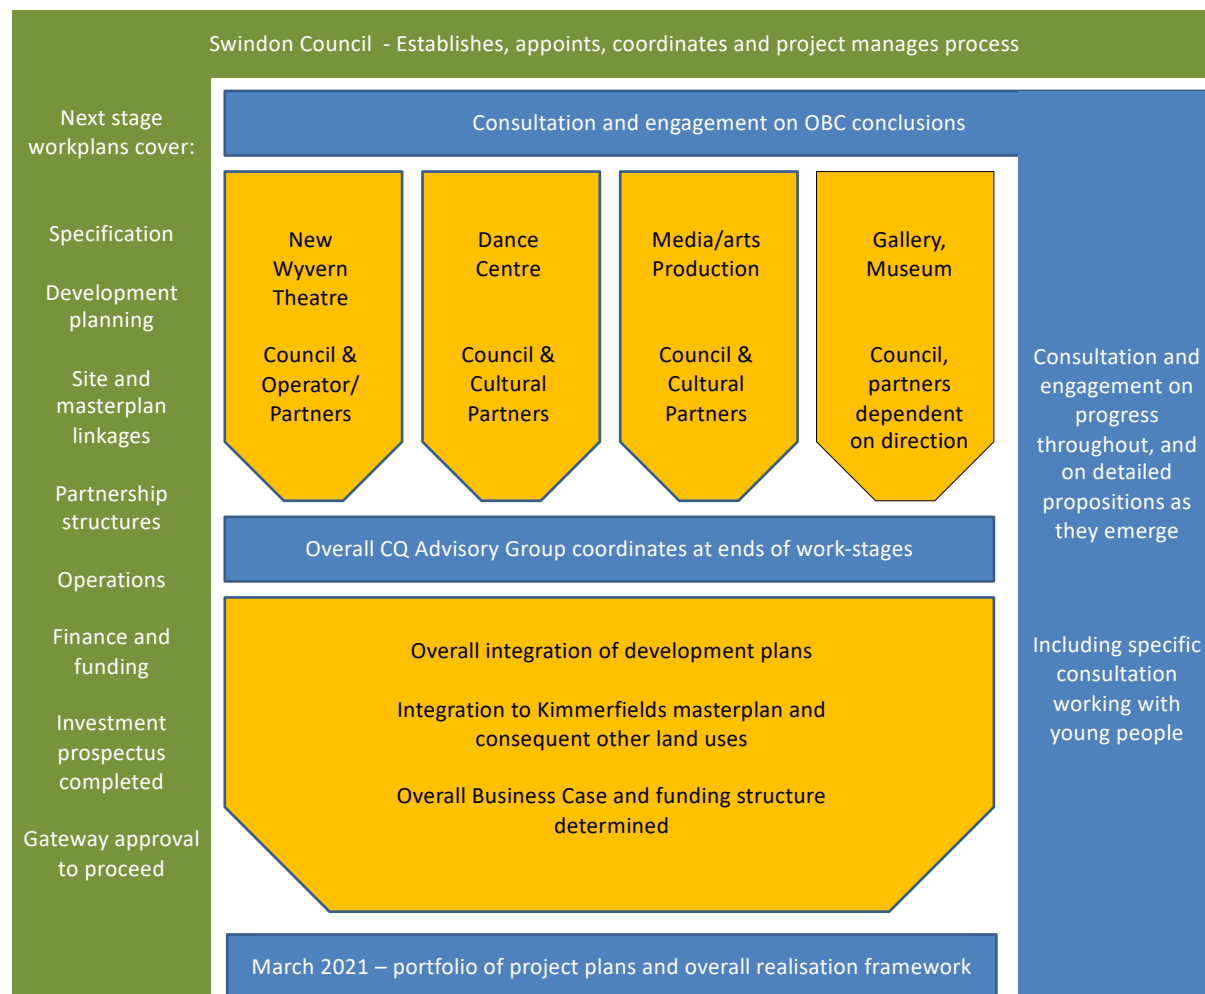 Swindon Council  - Establishes, appoints, coordinates and project manages process
Next stage
workplans cover:
Specification
Development
planning
Site and
masterplan
linkages
Partnership
structures
Operations
Finance and
funding
Investment
prospectus
completed
Gateway approval
to proceed
Consultation and engagement on OBC conclusions
New
Wyvern
Theatre
Council &
Operator/
Partners
Dance
Centre
Council &
Cultural
Partners
Media/arts
Production
Council &
Cultural
Partners
Gallery,
Museum
Council,
partners
dependent
on direction
Overall CQ Advisory Group coordinates at ends of work-stages
Overall integration of development plans
Integration to Kimmerfields masterplan and
consequent other land uses
Overall Business Case and funding structure
determined
March 2021 – portfolio of project plans and overall realisation framework
Consultation and
engagement on
progress
throughout, and
on detailed
propositions as
they emerge
Including specific
consultation
working with
young people